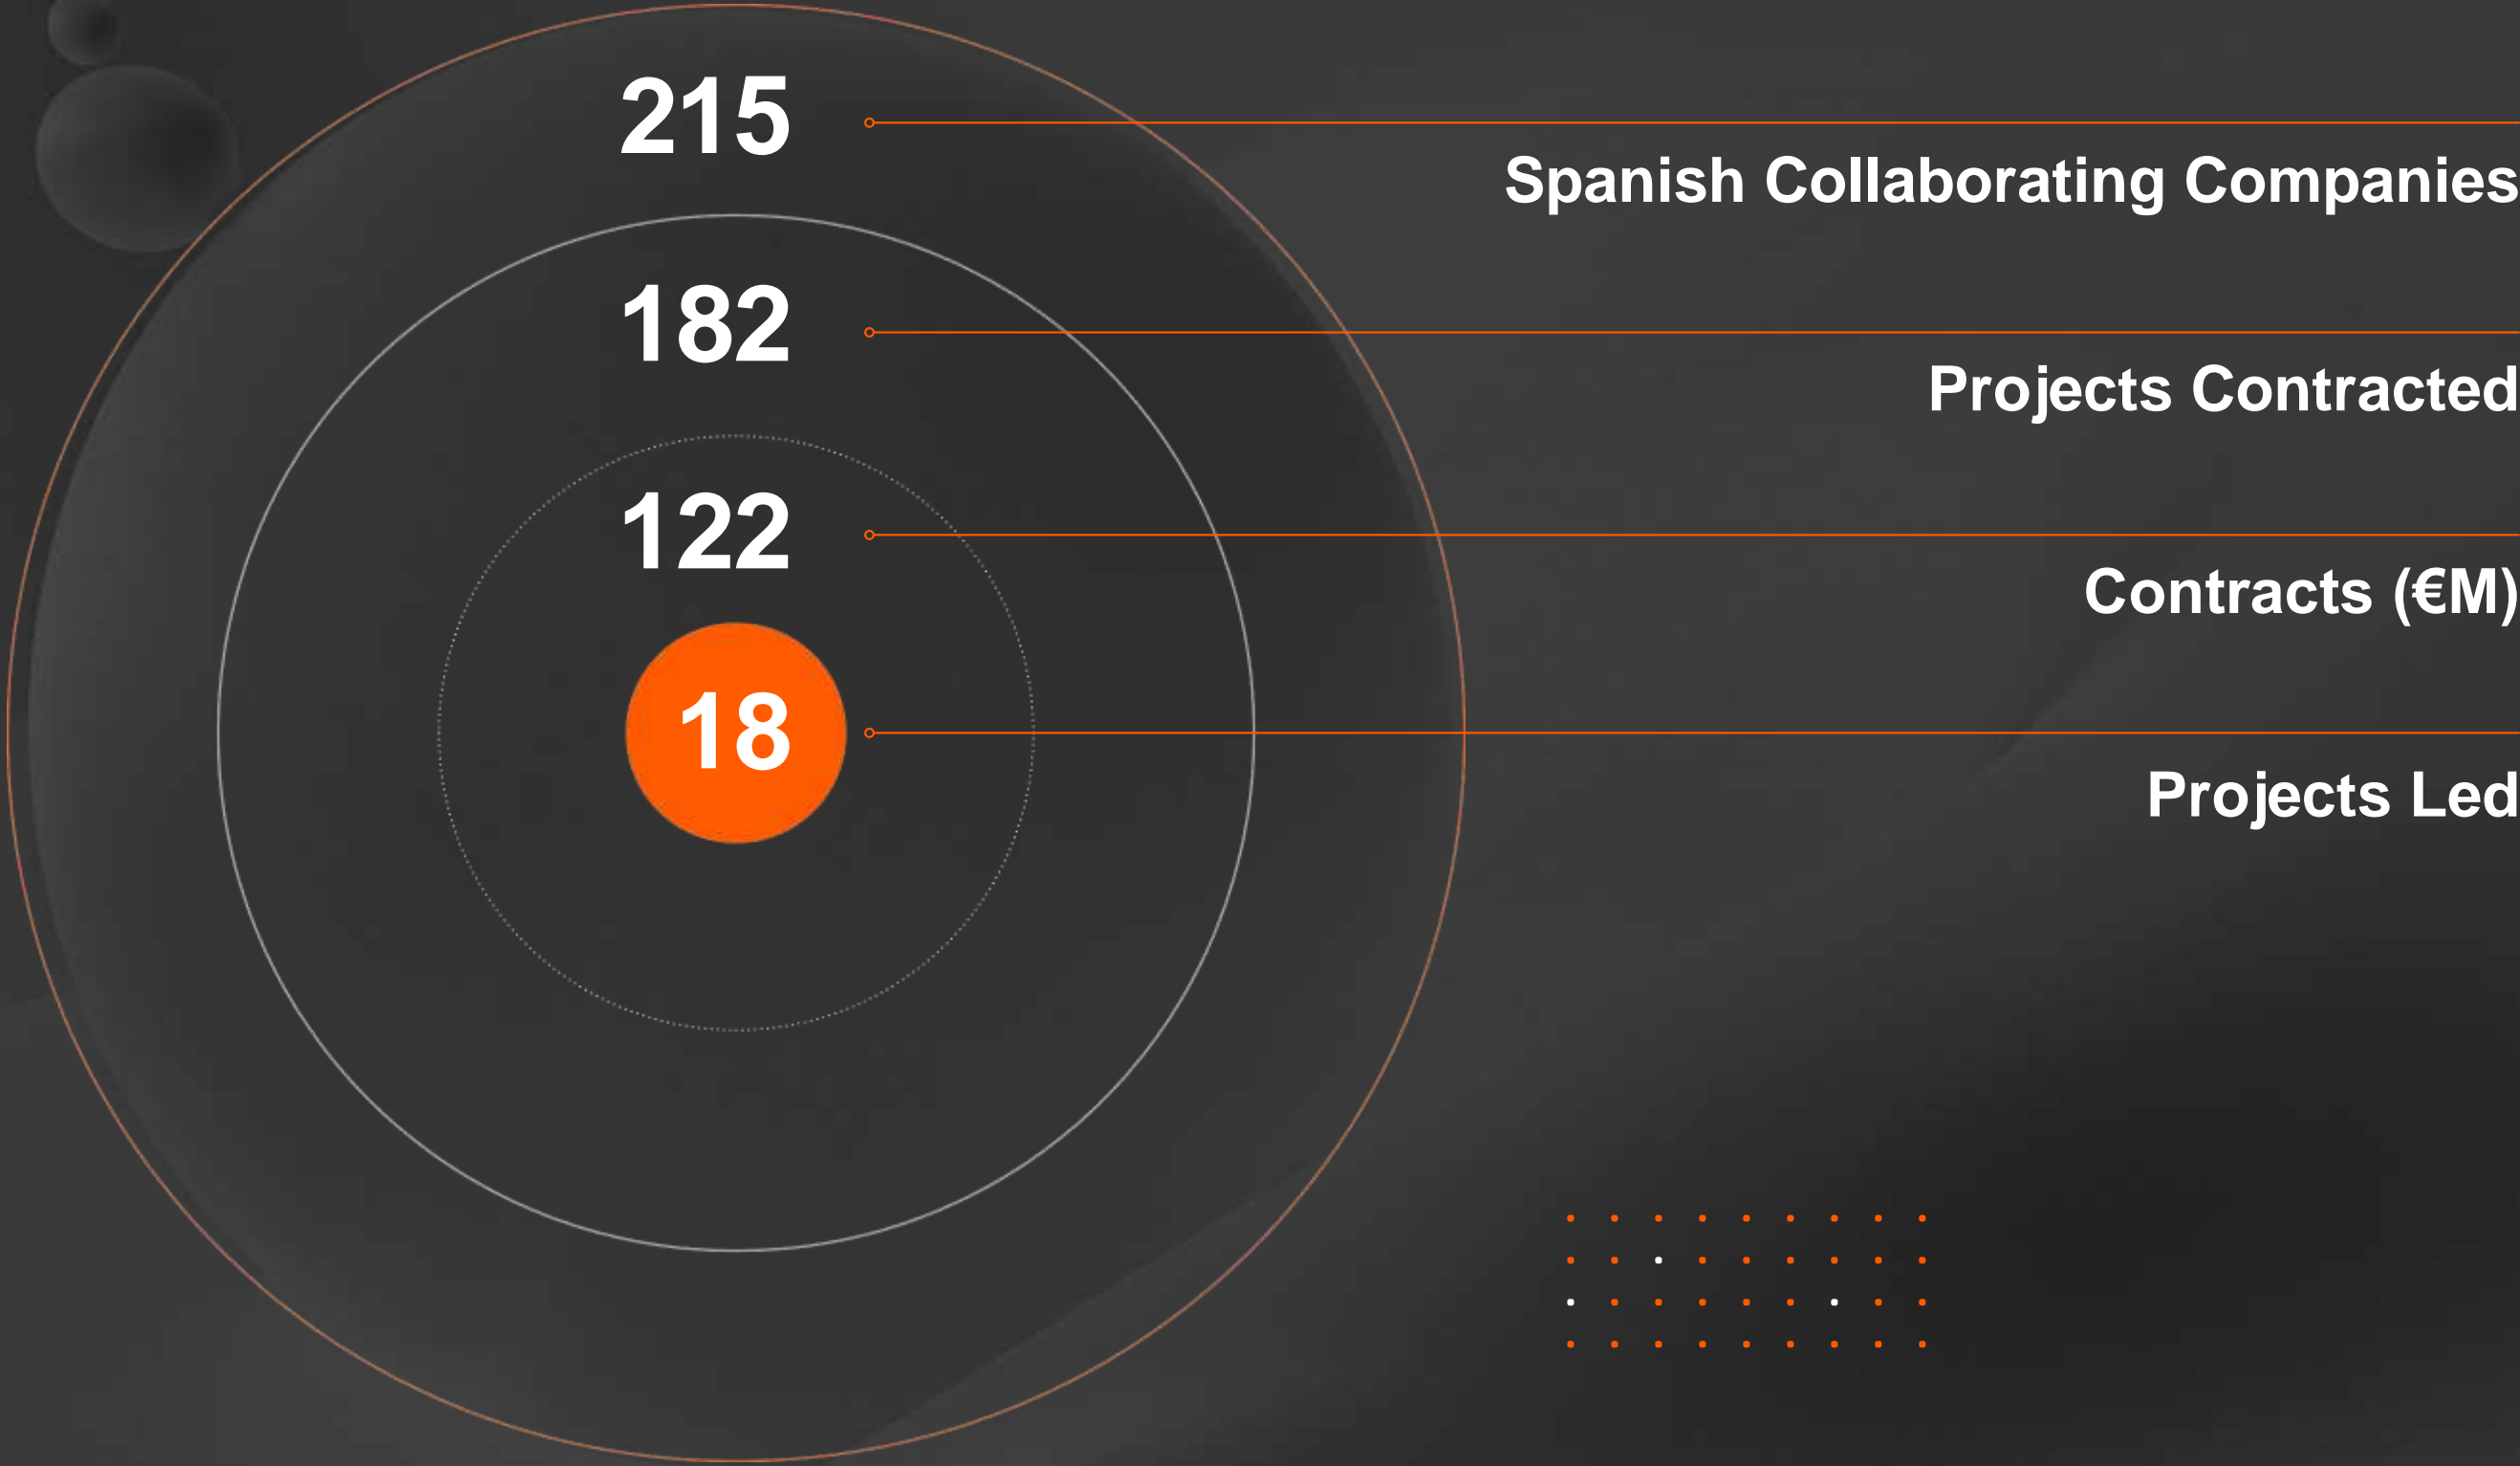 215
Spanish Collaborating Companies
182
Projects Contracted
122
Contracts (€M)
18
Projects Led